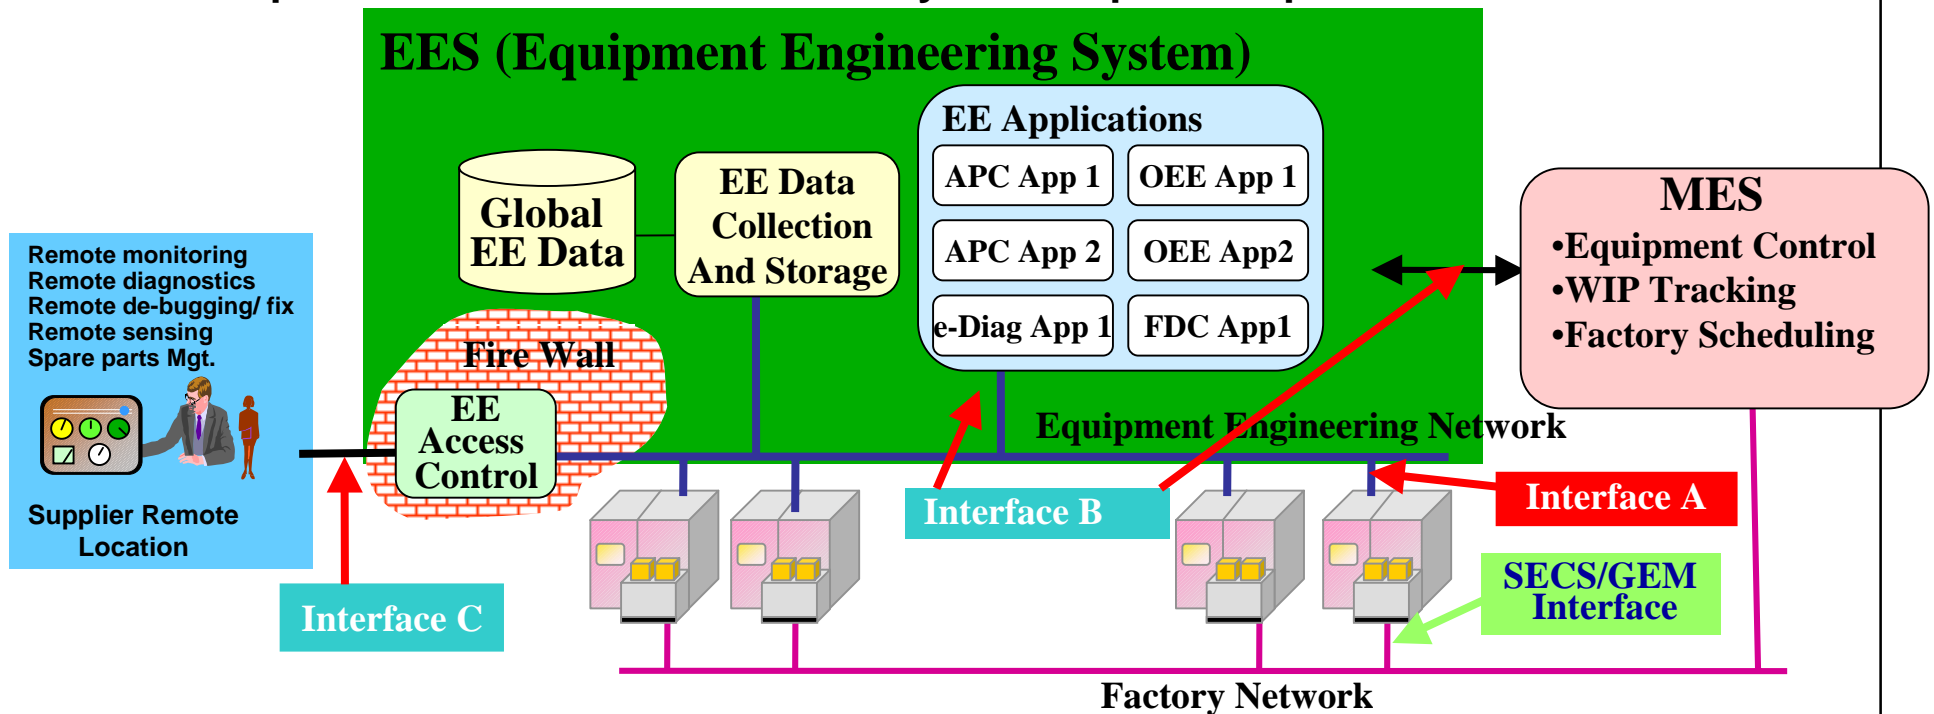 EES (Equipment Engineering System)
EE Applications
APC App 1
OEE App 1
APC App 2
OEE App2
e-Diag App 1
FDC App1
Global
EE Data
EE Data
Collection
And Storage
MES
•Equipment Control
•WIP Tracking
•Factory Scheduling
Remote monitoring
Remote diagnostics
Remote de-bugging/ fix
Remote sensing
Spare parts Mgt.
Supplier Remote
Location
Fire Wall
EE
Access
Control
Equipment Engineering Network
Interface B
Interface A
SECS/GEM
Interface
Interface C
Factory Network